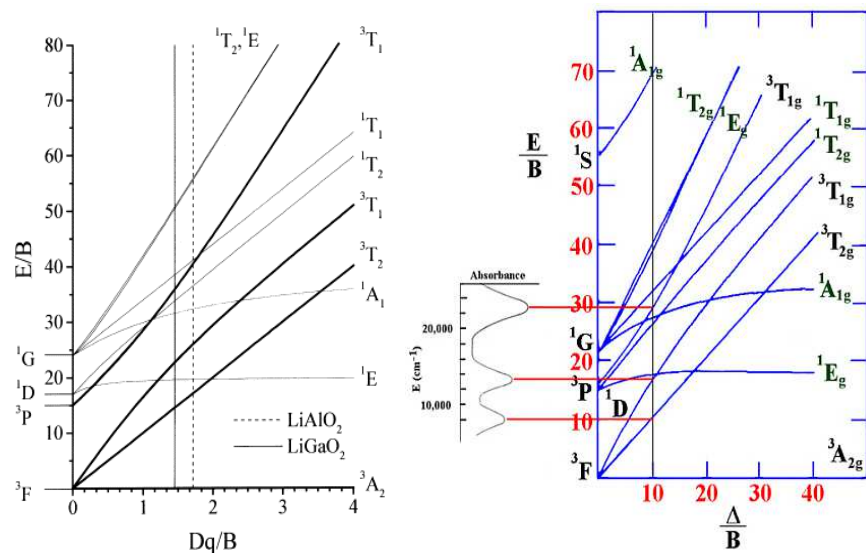 ¹T₂,¹E
³T₁
80
70
¹T₁
¹T₂
60
50
³T₁
E/B
40
³T₂
¹A₁
30
¹G
20
¹E
¹D
³P
LiAlO₂
LiGaO₂
10
³F
0
³A₂
0
1
2
3
4
Dq/B
¹A₁g
70
¹T₂g
¹Eg
³T₁g
¹T₁g
E/B
60
¹T₂g
¹S
50
³T₁g
40
³T₂g
Absorbance
30
¹A₁g
20,000
¹G
20
E (cm⁻¹)
³P
¹D
¹Eg
10,000
10
³A₂g
³F
10
20
30
40
Δ/B